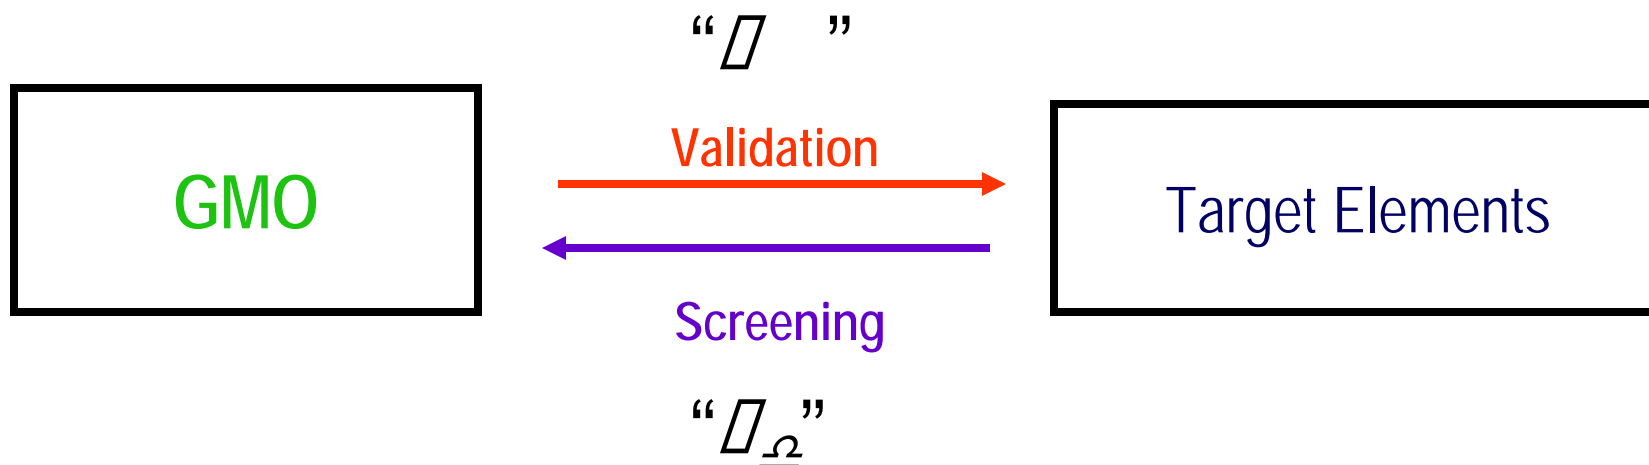 “▯ ”
Validation
GMO
Target Elements
Screening
“▯Ω”